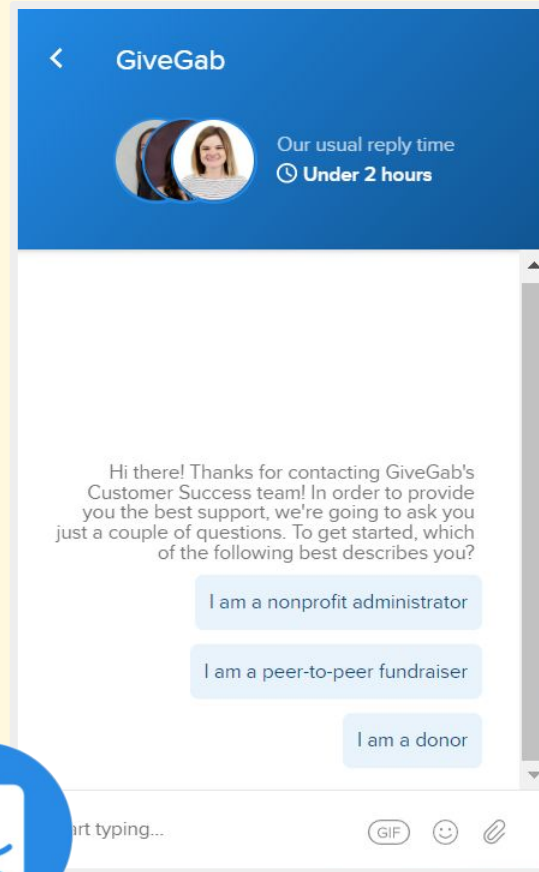 GiveGab
Our usual reply time
Under 2 hours
Hi there! Thanks for contacting GiveGab's
Customer Success team! In order to provide
you the best support, we're going to ask you
just a couple of questions. To get started, which
of the following best describes you?
I am a nonprofit administrator
I am a peer-to-peer fundraiser
I am a donor
art typing...
GIF